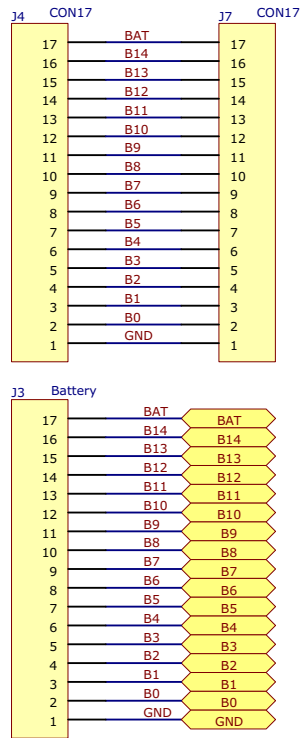 J4 CON17 J7 CON17
17 BAT 17
16 B14 16
15 B13 15
14 B12 14
13 B11 13
12 B10 12
11 B9 11
10 B8 10
9 B7 9
8 B6 8
7 B5 7
6 B4 6
5 B3 5
4 B2 4
3 B1 3
2 B0 2
1 GND 1
J3 Battery
17 BAT BAT
16 B14 B14
15 B13 B13
14 B12 B12
13 B11 B11
12 B10 B10
11 B9 B9
10 B8 B8
9 B7 B7
8 B6 B6
7 B5 B5
6 B4 B4
5 B3 B3
4 B2 B2
3 B1 B1
2 B0 B0
1 GND GND